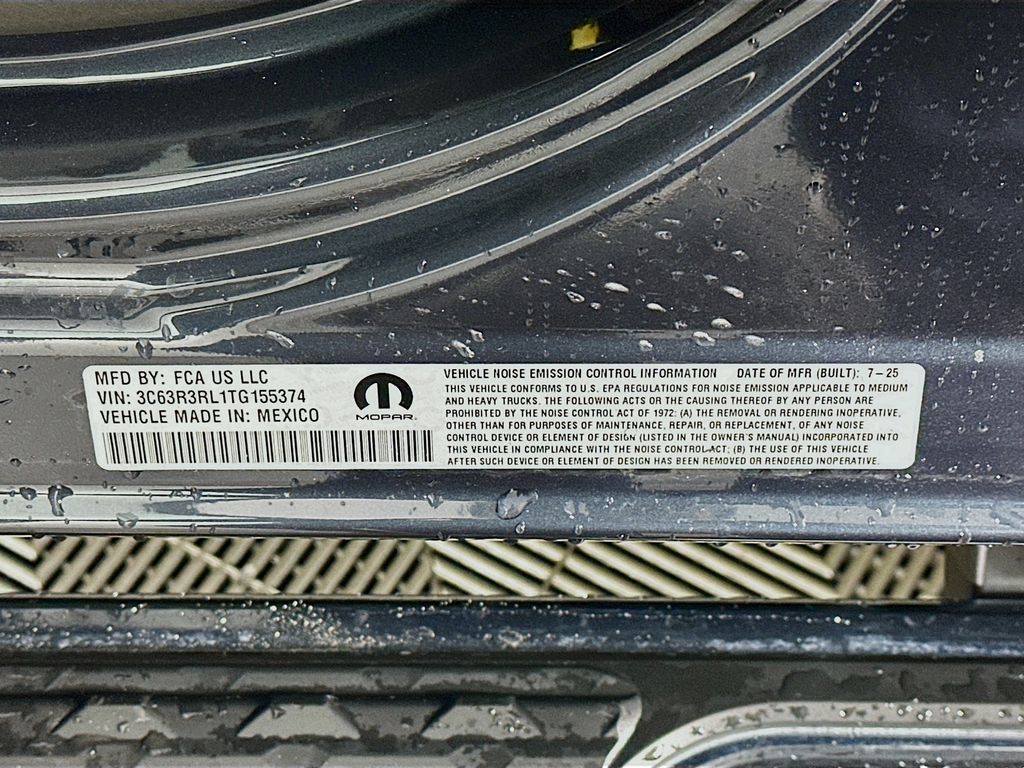 MFD BY: FCA US LLC
VIN: 3C63R3RL1TG155374
VEHICLE MADE IN: MEXICO
MOPAR
VEHICLE NOISE EMISSION CONTROL INFORMATION DATE OF MFR (BUILT): 7-25
THIS VEHICLE CONFORMS TO U.S. EPA REGULATIONS FOR NOISE EMISSION APPLICABLE TO MEDIUM
AND HEAVY TRUCKS. THE FOLLOWING ACTS OR THE CAUSING THEREOF BY ANY PERSON ARE
PROHIBITED BY THE NOISE CONTROL ACT OF 1972: (A) THE REMOVAL OR RENDERING INOPERATIVE,
OTHER THAN FOR PURPOSES OF MAINTENANCE, REPAIR, OR REPLACEMENT, OF ANY NOISE
CONTROL DEVICE OR ELEMENT OF DESIGN (LISTED IN THE OWNER'S MANUAL) INCORPORATED INTO
THIS VEHICLE IN COMPLIANCE WITH THE NOISE CONTROL ACT; (B) THE USE OF THIS VEHICLE
AFTER SUCH DEVICE OR ELEMENT OF DESIGN HAS BEEN REMOVED OR RENDERED INOPERATIVE.